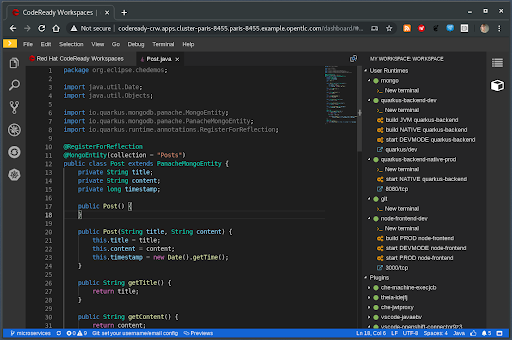 CodeReady Workspaces |
Not secure | codeready-crw.apps.cluster-paris-8455.paris-8455.example.opentlc.com/dashboard/#...
File Edit Selection View Go Debug Terminal Help
Red Hat CodeReady Workspaces
Post.java
1 package org.eclipse.chedemos;
2
3 import java.util.Date;
4 import java.util.Objects;
5
6 import io.quarkus.mongodb.panache.MongoEntity;
7 import io.quarkus.mongodb.panache.PanacheMongoEntity;
8 import io.quarkus.runtime.annotations.RegisterForReflection;
9
10 @RegisterForReflection
11 @MongoEntity(collection = "Posts")
12 public class Post extends PanacheMongoEntity {
13 private String title;
14 private String content;
15 private long timestamp;
16
17 public Post() {
18 }
19
20 public Post(String title, String content) {
21 this.title = title;
22 this.content = content;
23 this.timestamp = new Date().getTime();
24 }
25
26 public String getTitle() {
27 return title;
28 }
29
30 public String getContent() {
31 return content;
MY WORKSPACE: WORKSPACE
User Runtimes
mongo
New terminal
quarkus-backend-dev
New terminal
build JVM quarkus-backend
build NATIVE quarkus-backend
start DEVMODE quarkus-backend
quarkus/dev
quarkus-backend-native-prod
New terminal
start NATIVE quarkus-backend
8080/tcp
git
New terminal
node-frontend-dev
New terminal
build PROD node-frontend
start DEVMODE node-frontend
start PROD node-frontend
3000/tcp
Plugins
che-machine-execjcb
che-jwtproxy
vscode-openshift-connector9z3
microservices 0 0 Git: set your username/email config Previews
Ln 18, Col 6 LF UTF-8 Spaces: 4 Java